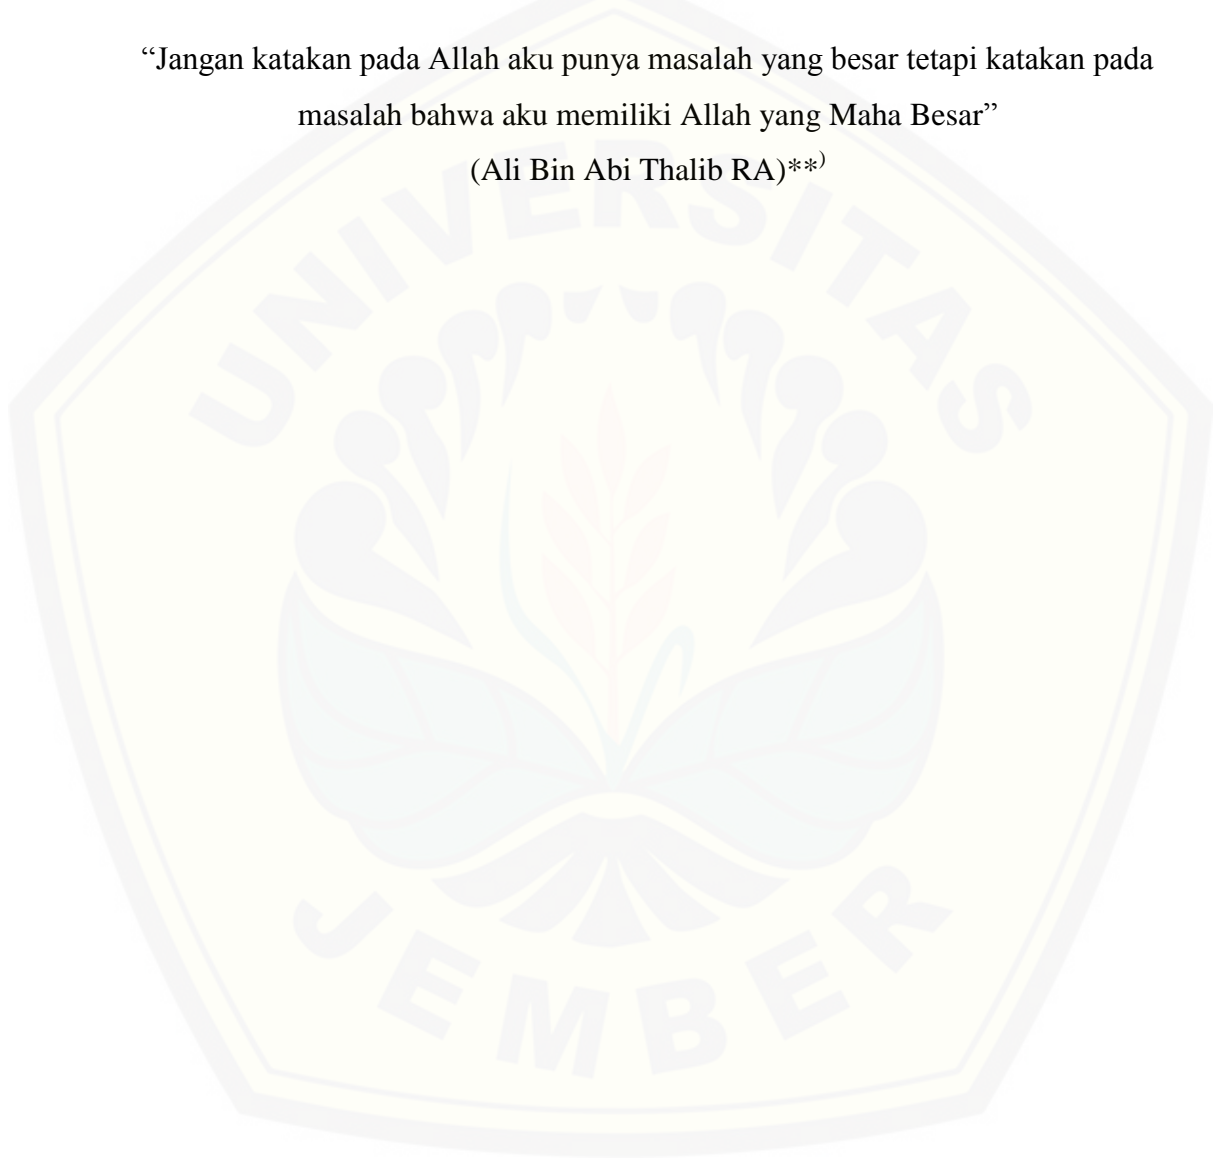 “Jangan katakan pada Allah aku punya masalah yang besar tetapi katakan pada
masalah bahwa aku memiliki Allah yang Maha Besar”
(Ali Bin Abi Thalib RA)**)
UNIVERSITAS
JEMBER